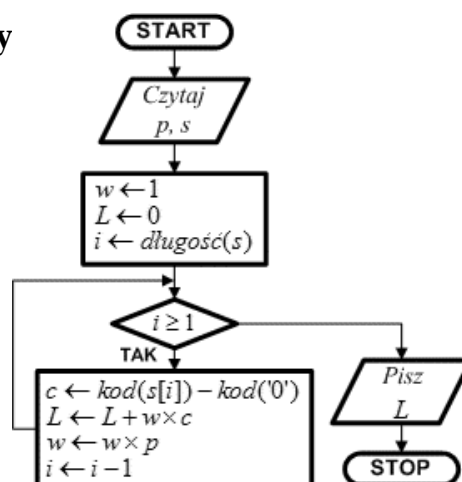 y
START
Czytaj
p, s
w ← 1
L ← 0
i ← długość(s)
i ≥ 1
TAK
c ← kod(s[i]) – kod('0')
L ← L + w × c
w ← w × p
i ← i – 1
Pisz
L
STOP